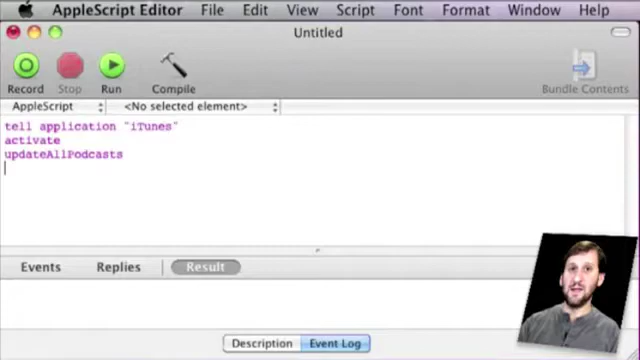 AppleScript Editor File Edit View Script Font Format Window Help
Untitled
Record Stop Run Compile Bundle Contents
AppleScript <No selected element>
tell application "iTunes"
activate
updateAllPodcasts
Events Replies Result
Description Event Log